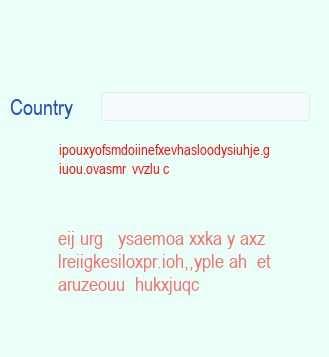 Country
ipouxyofsmdoiinefxevhasloodysiuhje.g
iuou.ovasmr vvzlu c
eij urg ysaemoa xxka y axz
lreiigkesiloxpr.ioh,,yple ah et
aruzeouu hukxjuqc